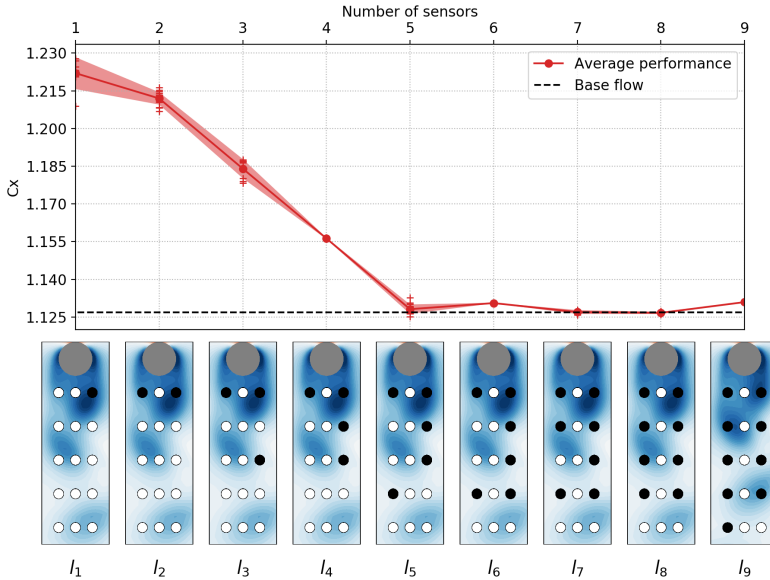 Number of sensors
1 2 3 4 5 6 7 8 9
1.230
1.215
1.200
1.185
1.170
1.155
1.140
1.125
Cx
Average performance
Base flow
l1 l2 l3 l4 l5 l6 l7 l8 l9